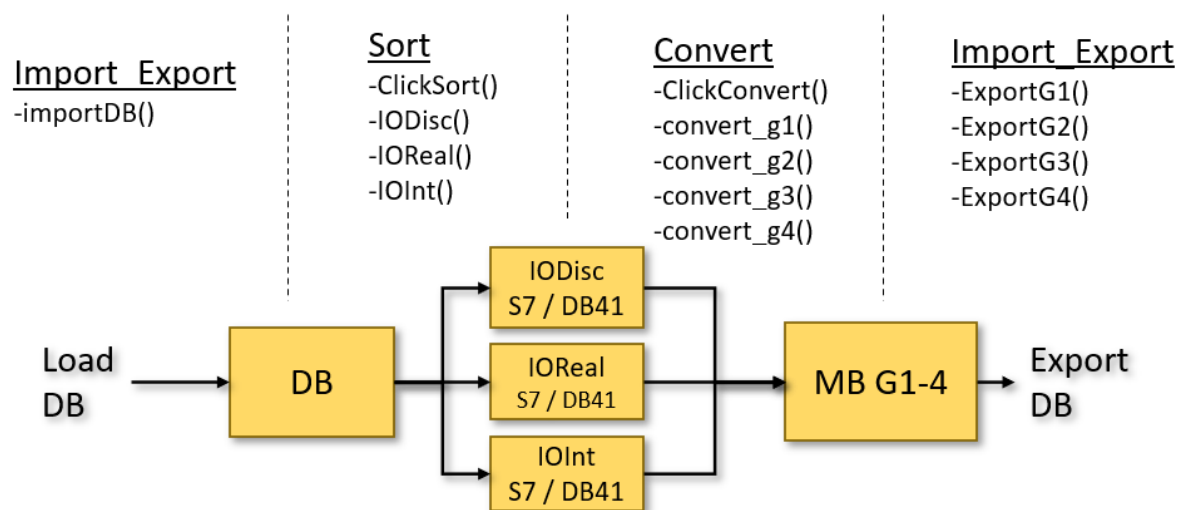 Import_Export
-importDB()
Sort
-ClickSort()
-IODisc()
-IOReal()
-IOInt()
Convert
-ClickConvert()
-convert_g1()
-convert_g2()
-convert_g3()
-convert_g4()
Import_Export
-ExportG1()
-ExportG2()
-ExportG3()
-ExportG4()
Load
DB
DB
IODisc
S7 / DB41
IOReal
S7 / DB41
IOInt
S7 / DB41
MB G1-4
Export
DB